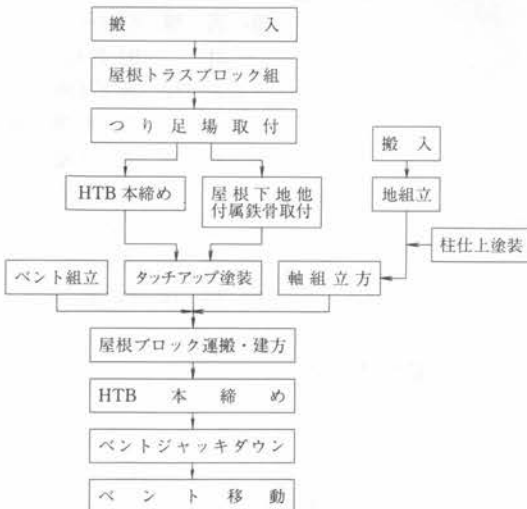 搬入
屋根トラスブロック組
つり足場取付
搬入
HTB本締め
屋根下地他
付属鉄骨取付
地組立
柱仕上塗装
ベント組立
タッチアップ塗装
軸組立方
屋根ブロック運搬・建方
HTB本締め
ベントジャッキダウン
ベント移動